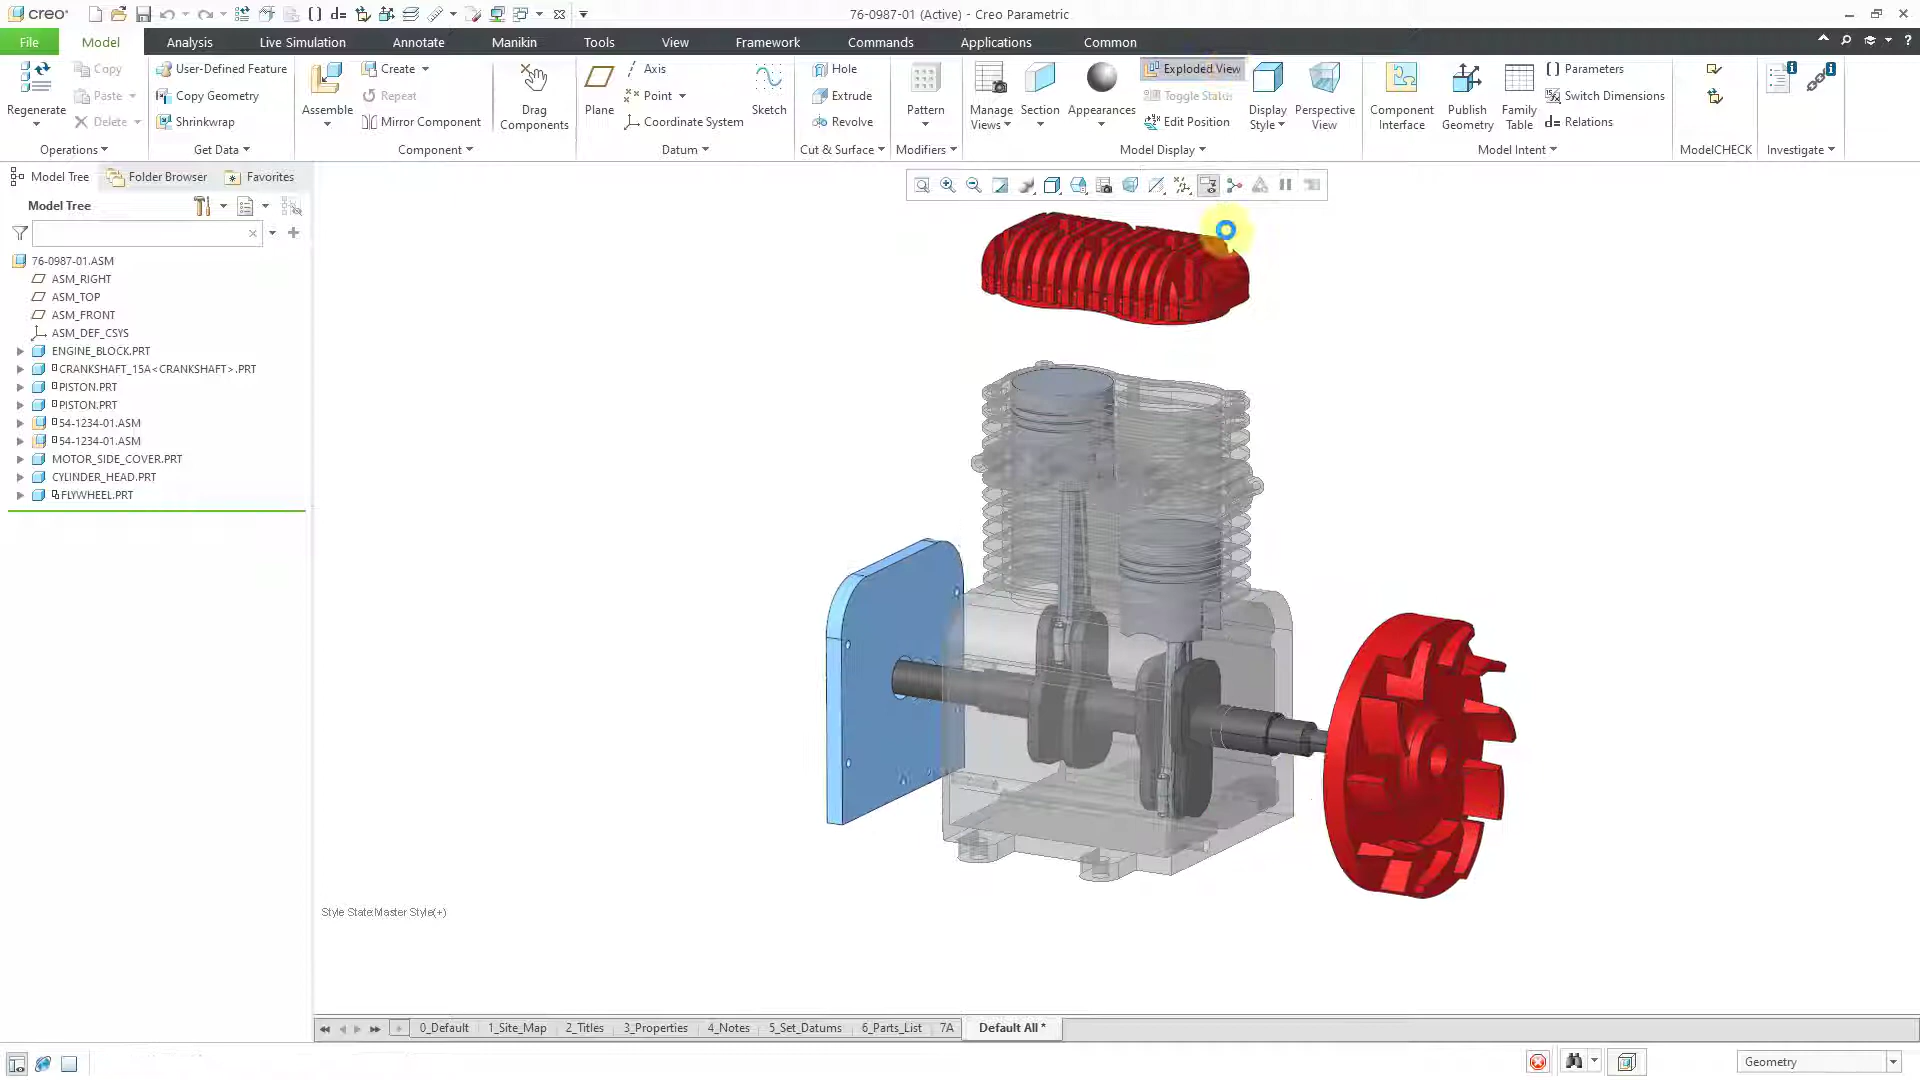 creo
76-0987-01 (Active) - Creo Parametric
File Model Analysis Live Simulation Annotate Manikin Tools View Framework Commands Applications Common
Regenerate
Copy
Paste
Delete
Operations
User-Defined Feature
Copy Geometry
Shrinkwrap
Get Data
Assemble
Create
Repeat
Mirror Component
Drag
Components
Component
Plane
Axis
Point
Coordinate System
Sketch
Datum
Hole
Extrude
Revolve
Cut & Surface
Pattern
Modifiers
Manage
Views
Section
Appearances
Exploded View
Toggle Status
Edit Position
Display
Style
Perspective
View
Model Display
Component
Interface
Publish
Geometry
Family
Table
Parameters
Switch Dimensions
d= Relations
Model Intent
ModelCHECK
Investigate
Model Tree Folder Browser Favorites
Model Tree
76-0987-01.ASM
ASM_RIGHT
ASM_TOP
ASM_FRONT
ASM_DEF_CSYS
ENGINE_BLOCK.PRT
CRANKSHAFT_15A<CRANKSHAFT>.PRT
PISTON.PRT
PISTON.PRT
54-1234-01.ASM
54-1234-01.ASM
MOTOR_SIDE_COVER.PRT
CYLINDER_HEAD.PRT
FLYWHEEL.PRT
Style State:Master Style(+)
0_Default 1_Site_Map 2_Titles 3_Properties 4_Notes 5_Set_Datums 6_Parts_List 7A Default All *
Geometry